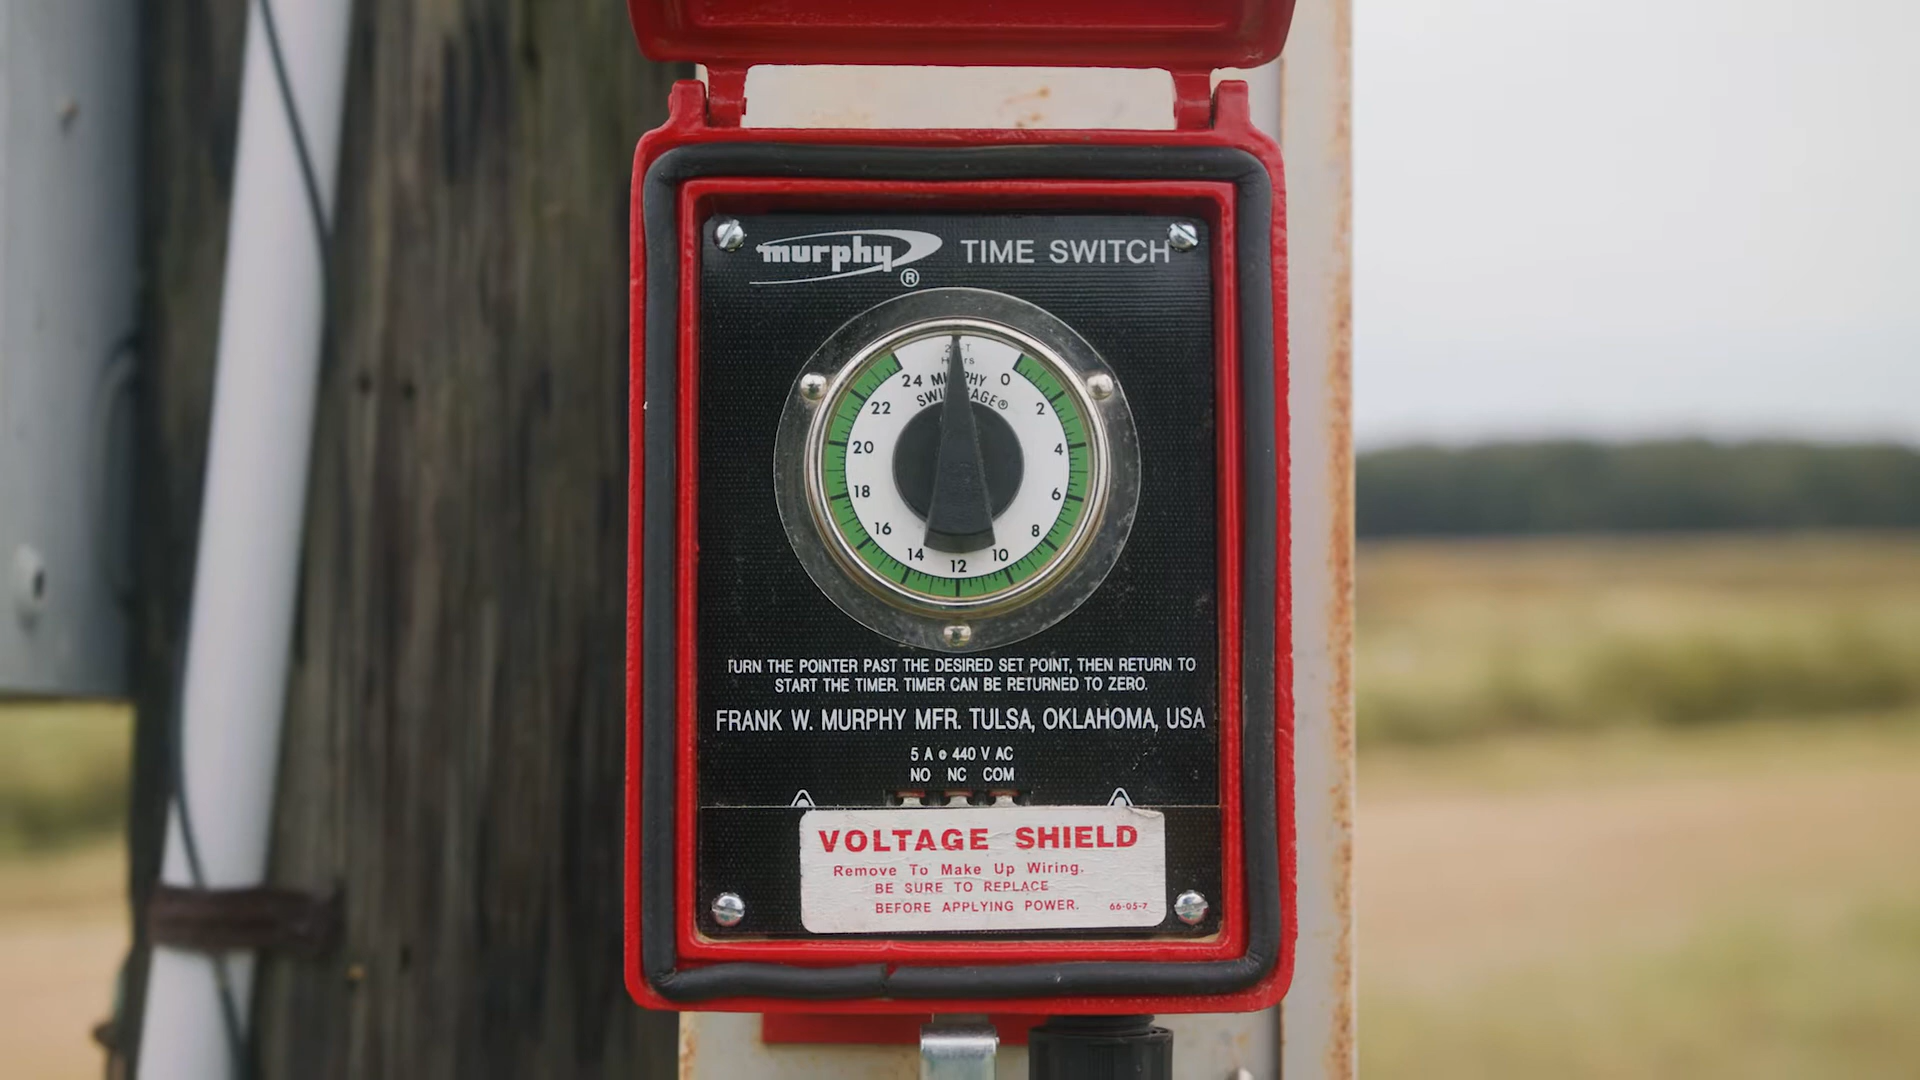 murphy ® TIME SWITCH
Hours
24 MURPHY 0
SWICHGAGE®
22 2
20 4
18 6
16 8
14 10
12
TURN THE POINTER PAST THE DESIRED SET POINT, THEN RETURN TO
START THE TIMER. TIMER CAN BE RETURNED TO ZERO.
FRANK W. MURPHY MFR. TULSA, OKLAHOMA, USA
5 A @ 440 V AC
NO NC COM
VOLTAGE SHIELD
Remove To Make Up Wiring.
BE SURE TO REPLACE
BEFORE APPLYING POWER. 66-05-7